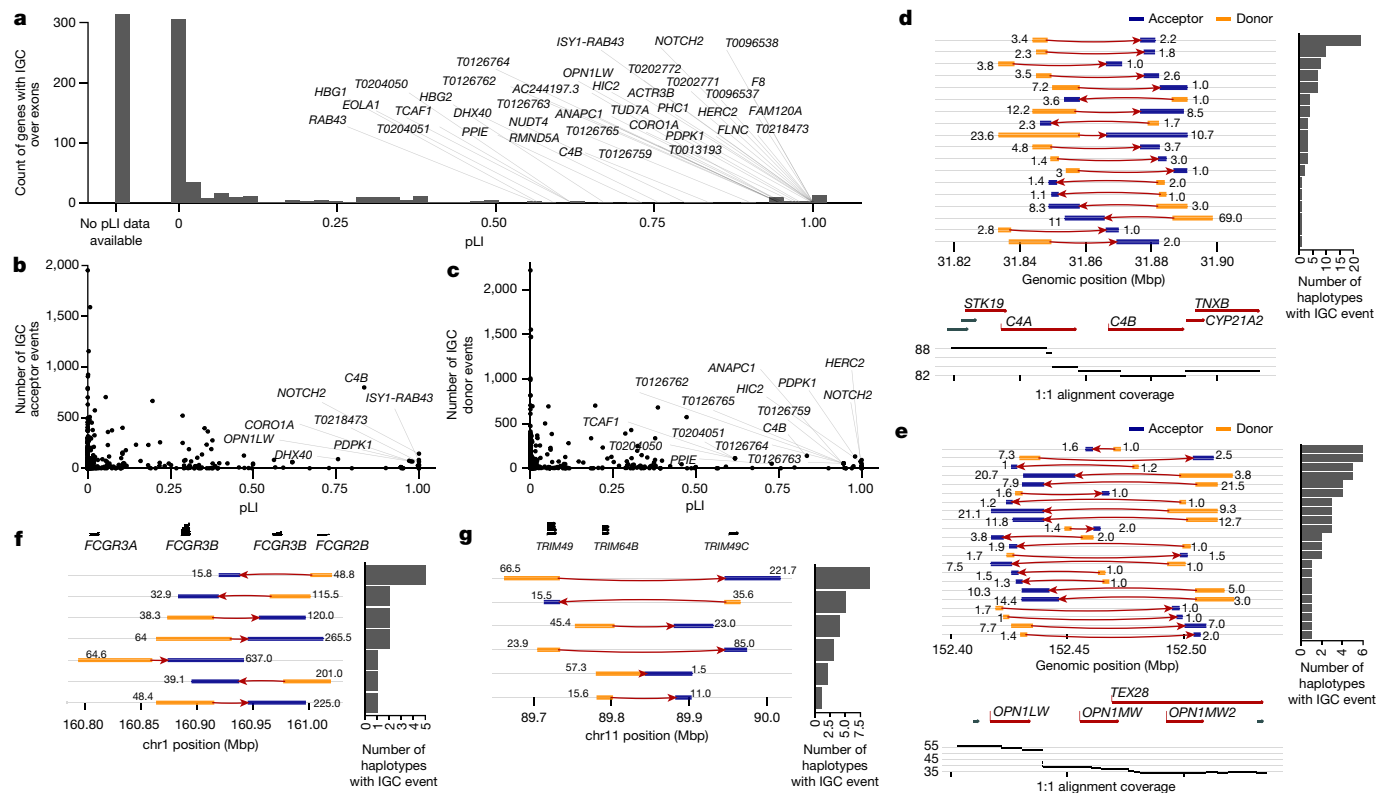 a
Count of genes with IGC
over exons
300
200
100
0
No pLI data
available
0
0.25
0.50
0.75
1.00
pLI
ISY1-RAB43
NOTCH2
T0096538
T0126764
T0204050
T0126762
OPN1LW
T0202772
HIC2
T0202771
F8
HBG1
HBG2
AC244197.3
ACTR3B
T0096537
EOLA1
TCAF1
DHX40
T0126763
ANAPC1
TUD7A
PHC1
HERC2
FAM120A
RAB43
T0204051
PPIE
NUDT4
RMND5A
T0126765
CORO1A
PDPK1
FLNC
T0218473
C4B
T0126759
T0013193
b
Number of IGC
acceptor events
2,000
1,500
1,000
500
0
0
0.25
0.50
0.75
1.00
pLI
C4B
NOTCH2
ISY1-RAB43
CORO1A
T0218473
OPN1LW
PDPK1
DHX40
c
Number of IGC
donor events
2,000
1,500
1,000
500
0
0
0.25
0.50
0.75
1.00
pLI
HERC2
ANAPC1
T0126762
HIC2
PDPK1
NOTCH2
T0126765
T0126759
TCAF1
C4B
T0204051
T0204050
T0126764
PPIE
T0126763
d
Acceptor
Donor
3.4
2.2
2.3
1.8
3.8
1.0
3.5
2.6
7.2
1.0
3.6
1.0
12.2
8.5
2.3
1.7
23.6
10.7
4.8
3.7
1.4
3.0
3
1.0
1.4
2.0
1.1
1.0
8.3
3.0
11
69.0
2.8
1.0
2.0
31.82
31.84
31.86
31.88
31.90
Genomic position (Mbp)
0
5
10
15
20
Number of
haplotypes
with IGC event
STK19
TNXB
C4A
C4B
CYP21A2
88
82
1:1 alignment coverage
e
Acceptor
Donor
1.6
1.0
7.3
2.5
1
1.2
20.7
3.8
7.9
21.5
1.6
1.0
1.2
1.0
21.1
9.3
11.8
12.7
1.4
2.0
3.8
2.0
1.9
1.0
1.7
1.5
7.5
1.0
1.5
1.0
1.3
1.0
10.3
5.0
14.4
3.0
1.7
1.0
1
1.0
7.7
7.0
1.4
2.0
152.40
152.45
152.50
Genomic position (Mbp)
0
2
4
6
Number of
haplotypes
with IGC event
TEX28
OPN1LW
OPN1MW
OPN1MW2
55
45
35
1:1 alignment coverage
f
FCGR3A
FCGR3B
FCGR3B
FCGR2B
15.8
48.8
32.9
115.5
38.3
120.0
64
265.5
64.6
637.0
39.1
201.0
48.4
225.0
160.80
160.85
160.90
160.95
161.00
chr1 position (Mbp)
0
1
2
3
4
5
Number of
haplotypes
with IGC event
g
TRIM49
TRIM64B
TRIM49C
66.5
221.7
15.5
35.6
45.4
23.0
23.9
85.0
57.3
1.5
15.6
11.0
89.7
89.8
89.9
90.0
chr11 position (Mbp)
0
2.5
5.0
7.5
Number of
haplotypes
with IGC event